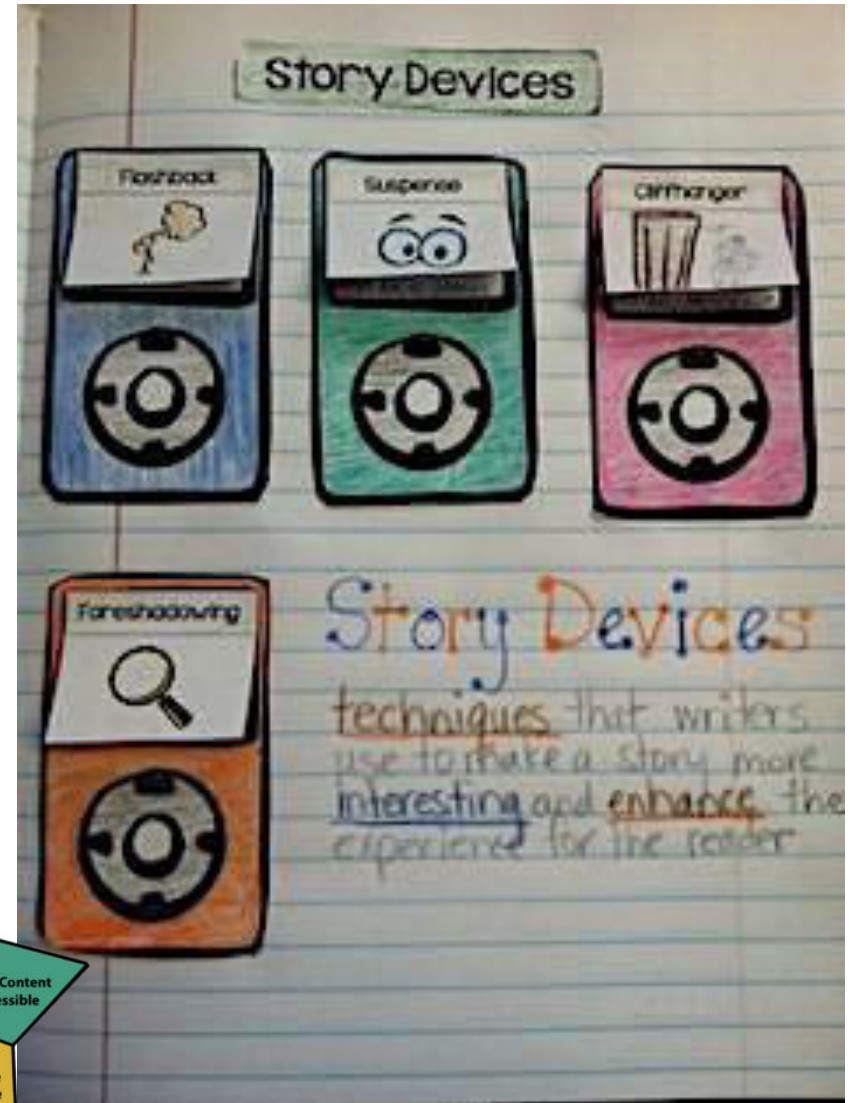 Story Devices
Flashback
Suspense
Cliffhanger
Foreshadowing
Story Devices
techniques that writers
use to make a story more
interesting and enhance the
experience for the reader
Content